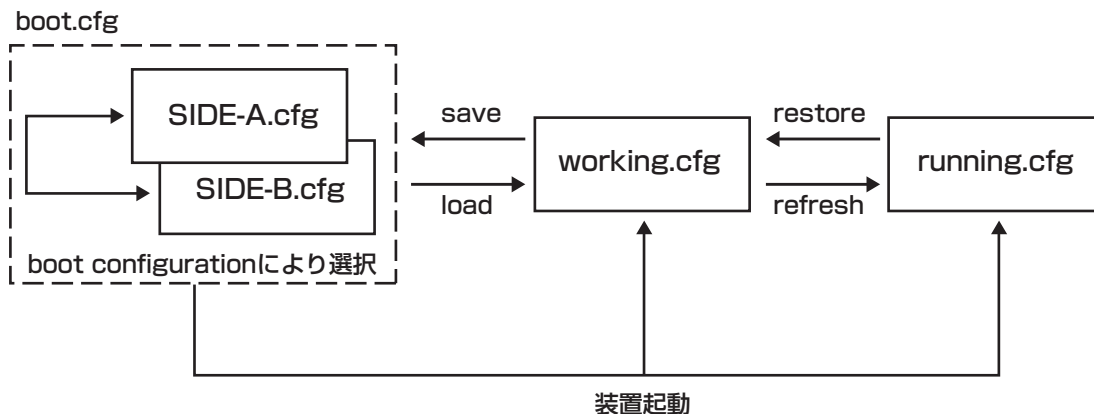 boot.cfg
SIDE-A.cfg
SIDE-B.cfg
boot configurationにより選択
save
load
working.cfg
restore
refresh
running.cfg
装置起動